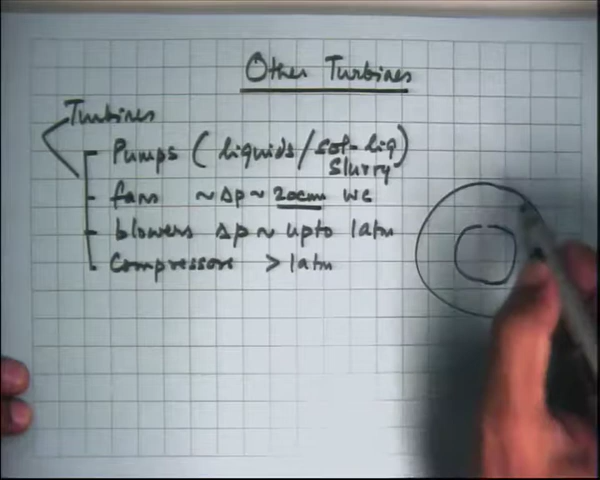 Other Turbines
Turbines
Pumps (liquids/sol-liq
slurry)
fans ~Δp ~ 20cm WC
blowers Δp ~ upto 1atm
Compressors > 1atm